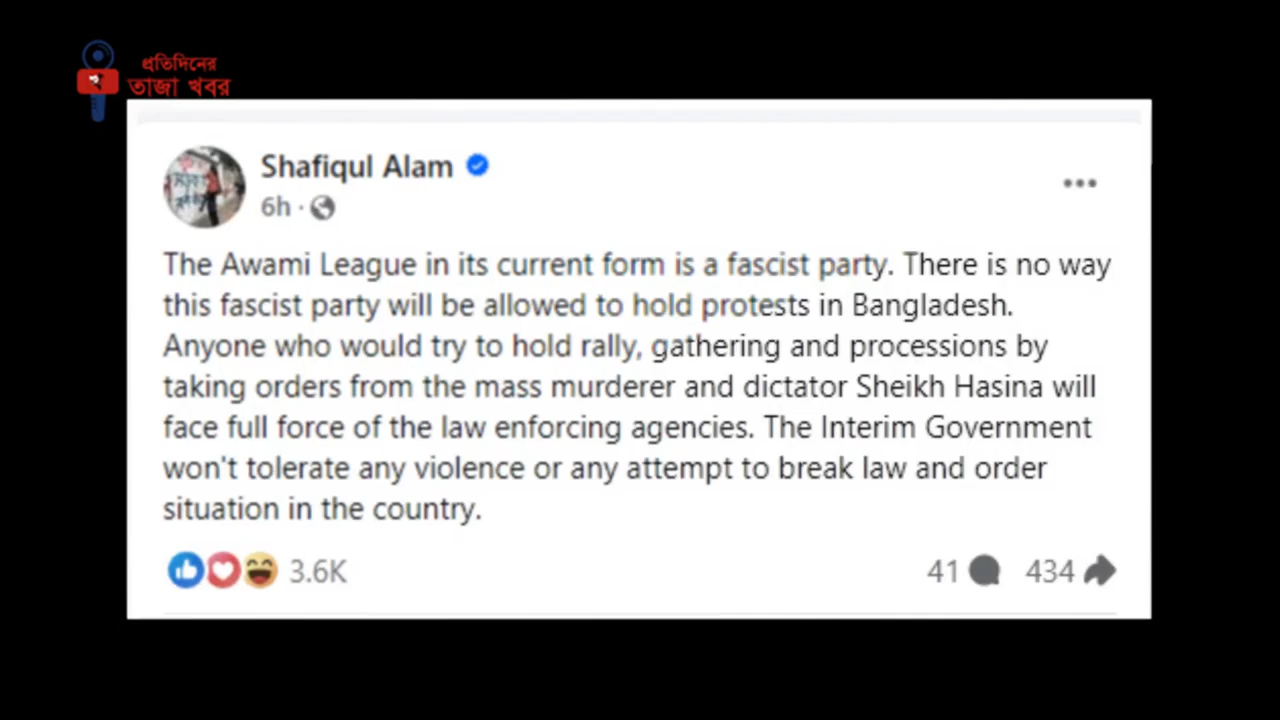 প্রতিদিনের
তাজা খবর
Shafiqul Alam
6h ·
The Awami League in its current form is a fascist party. There is no way
this fascist party will be allowed to hold protests in Bangladesh.
Anyone who would try to hold rally, gathering and processions by
taking orders from the mass murderer and dictator Sheikh Hasina will
face full force of the law enforcing agencies. The Interim Government
won't tolerate any violence or any attempt to break law and order
situation in the country.
3.6K 41 434